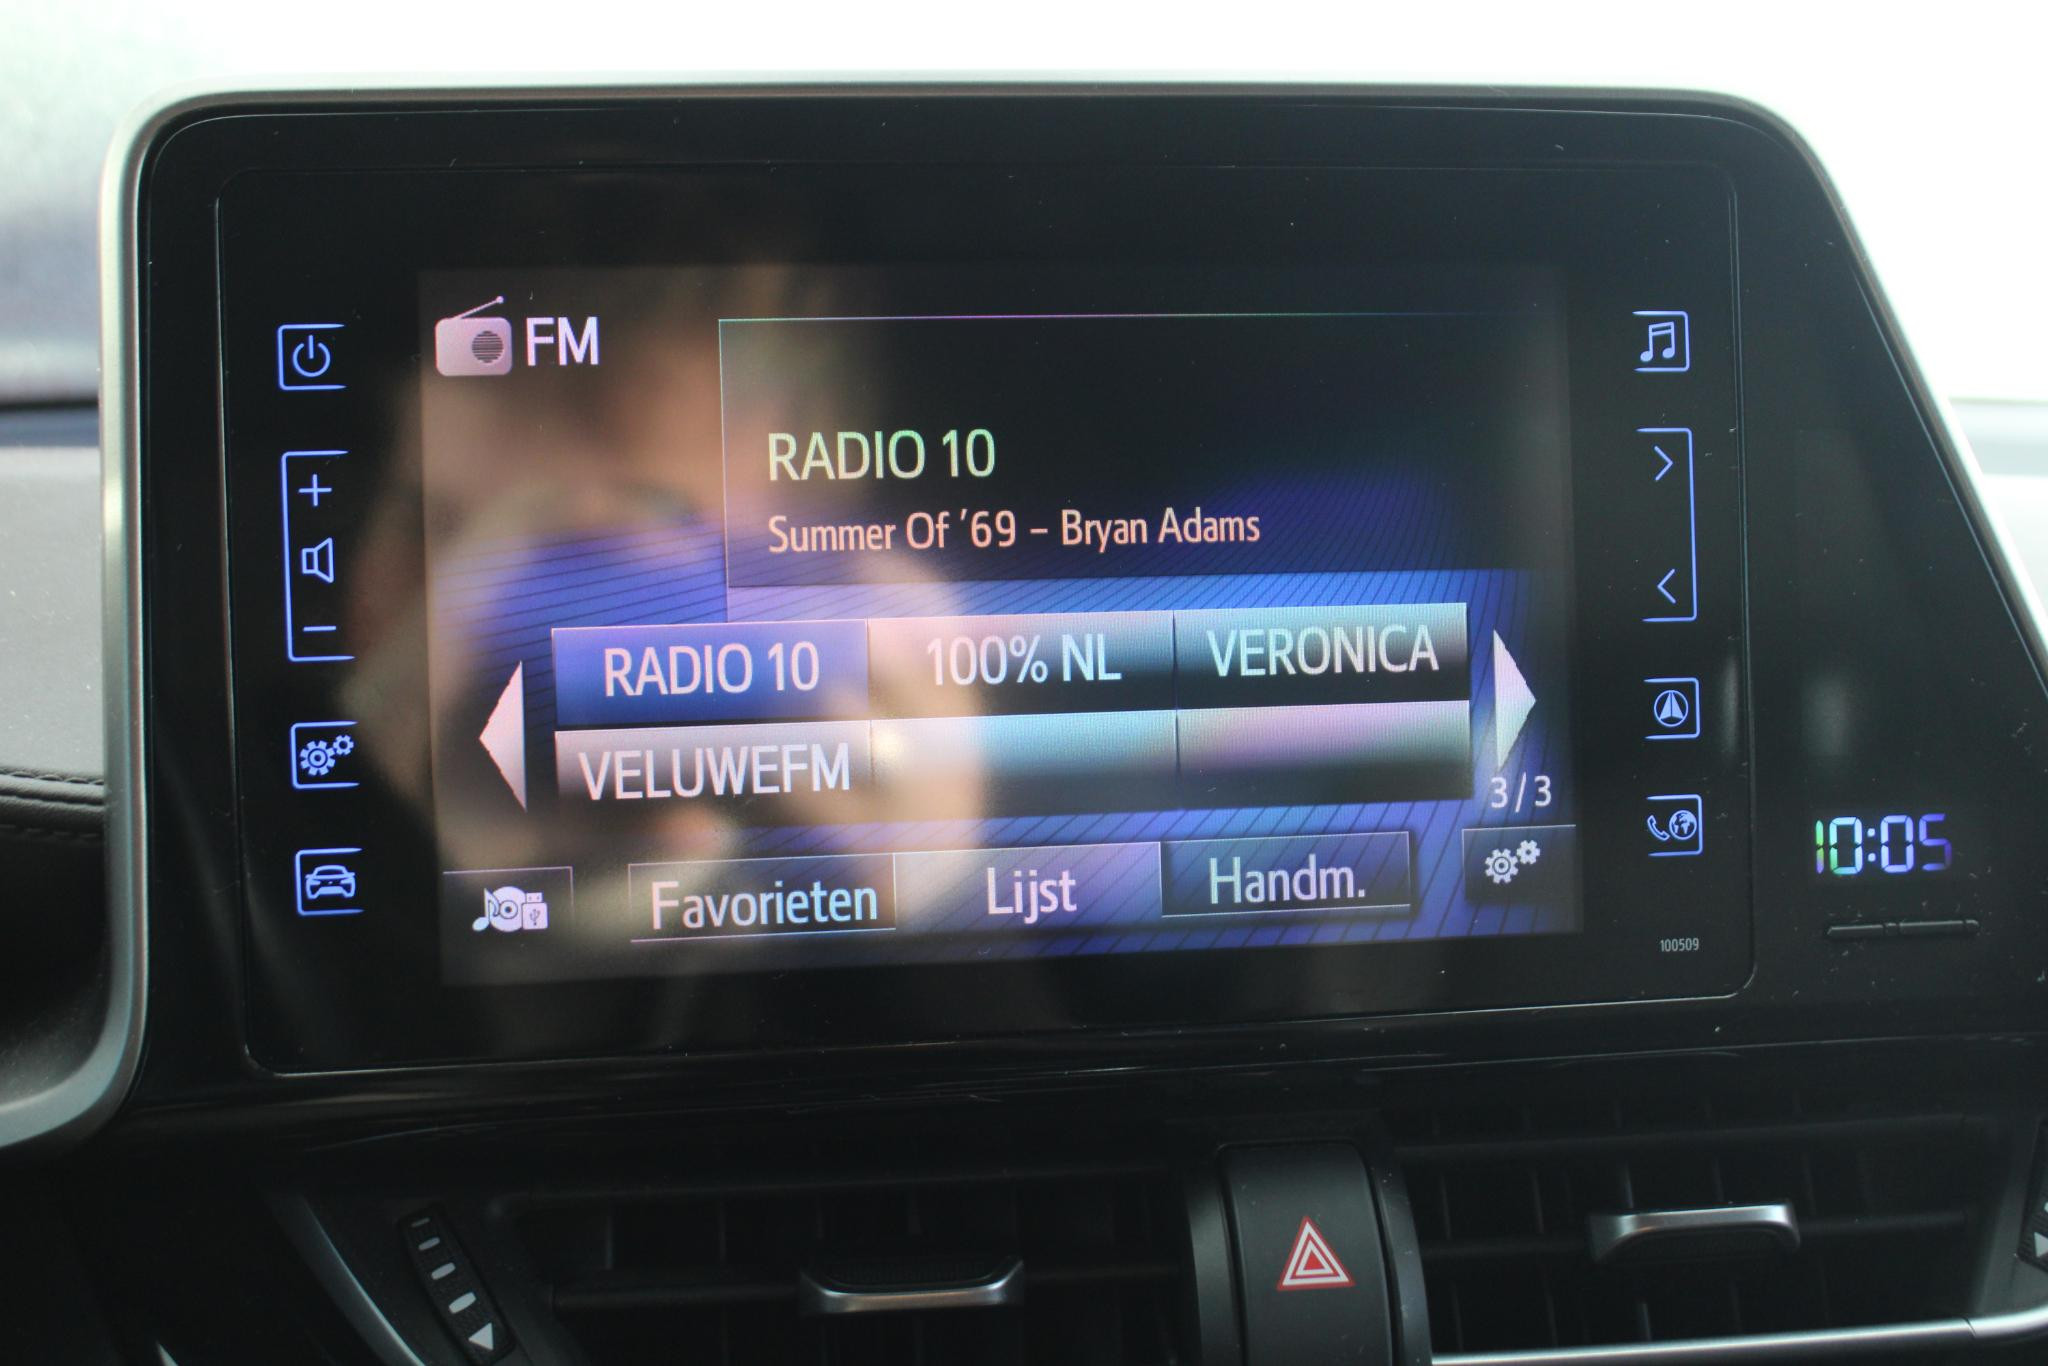 FM
RADIO 10
Summer Of '69 – Bryan Adams
RADIO 10
100% NL
VERONICA
VELUWEFM
3 / 3
Favorieten
Lijst
Handm.
100509
10:05